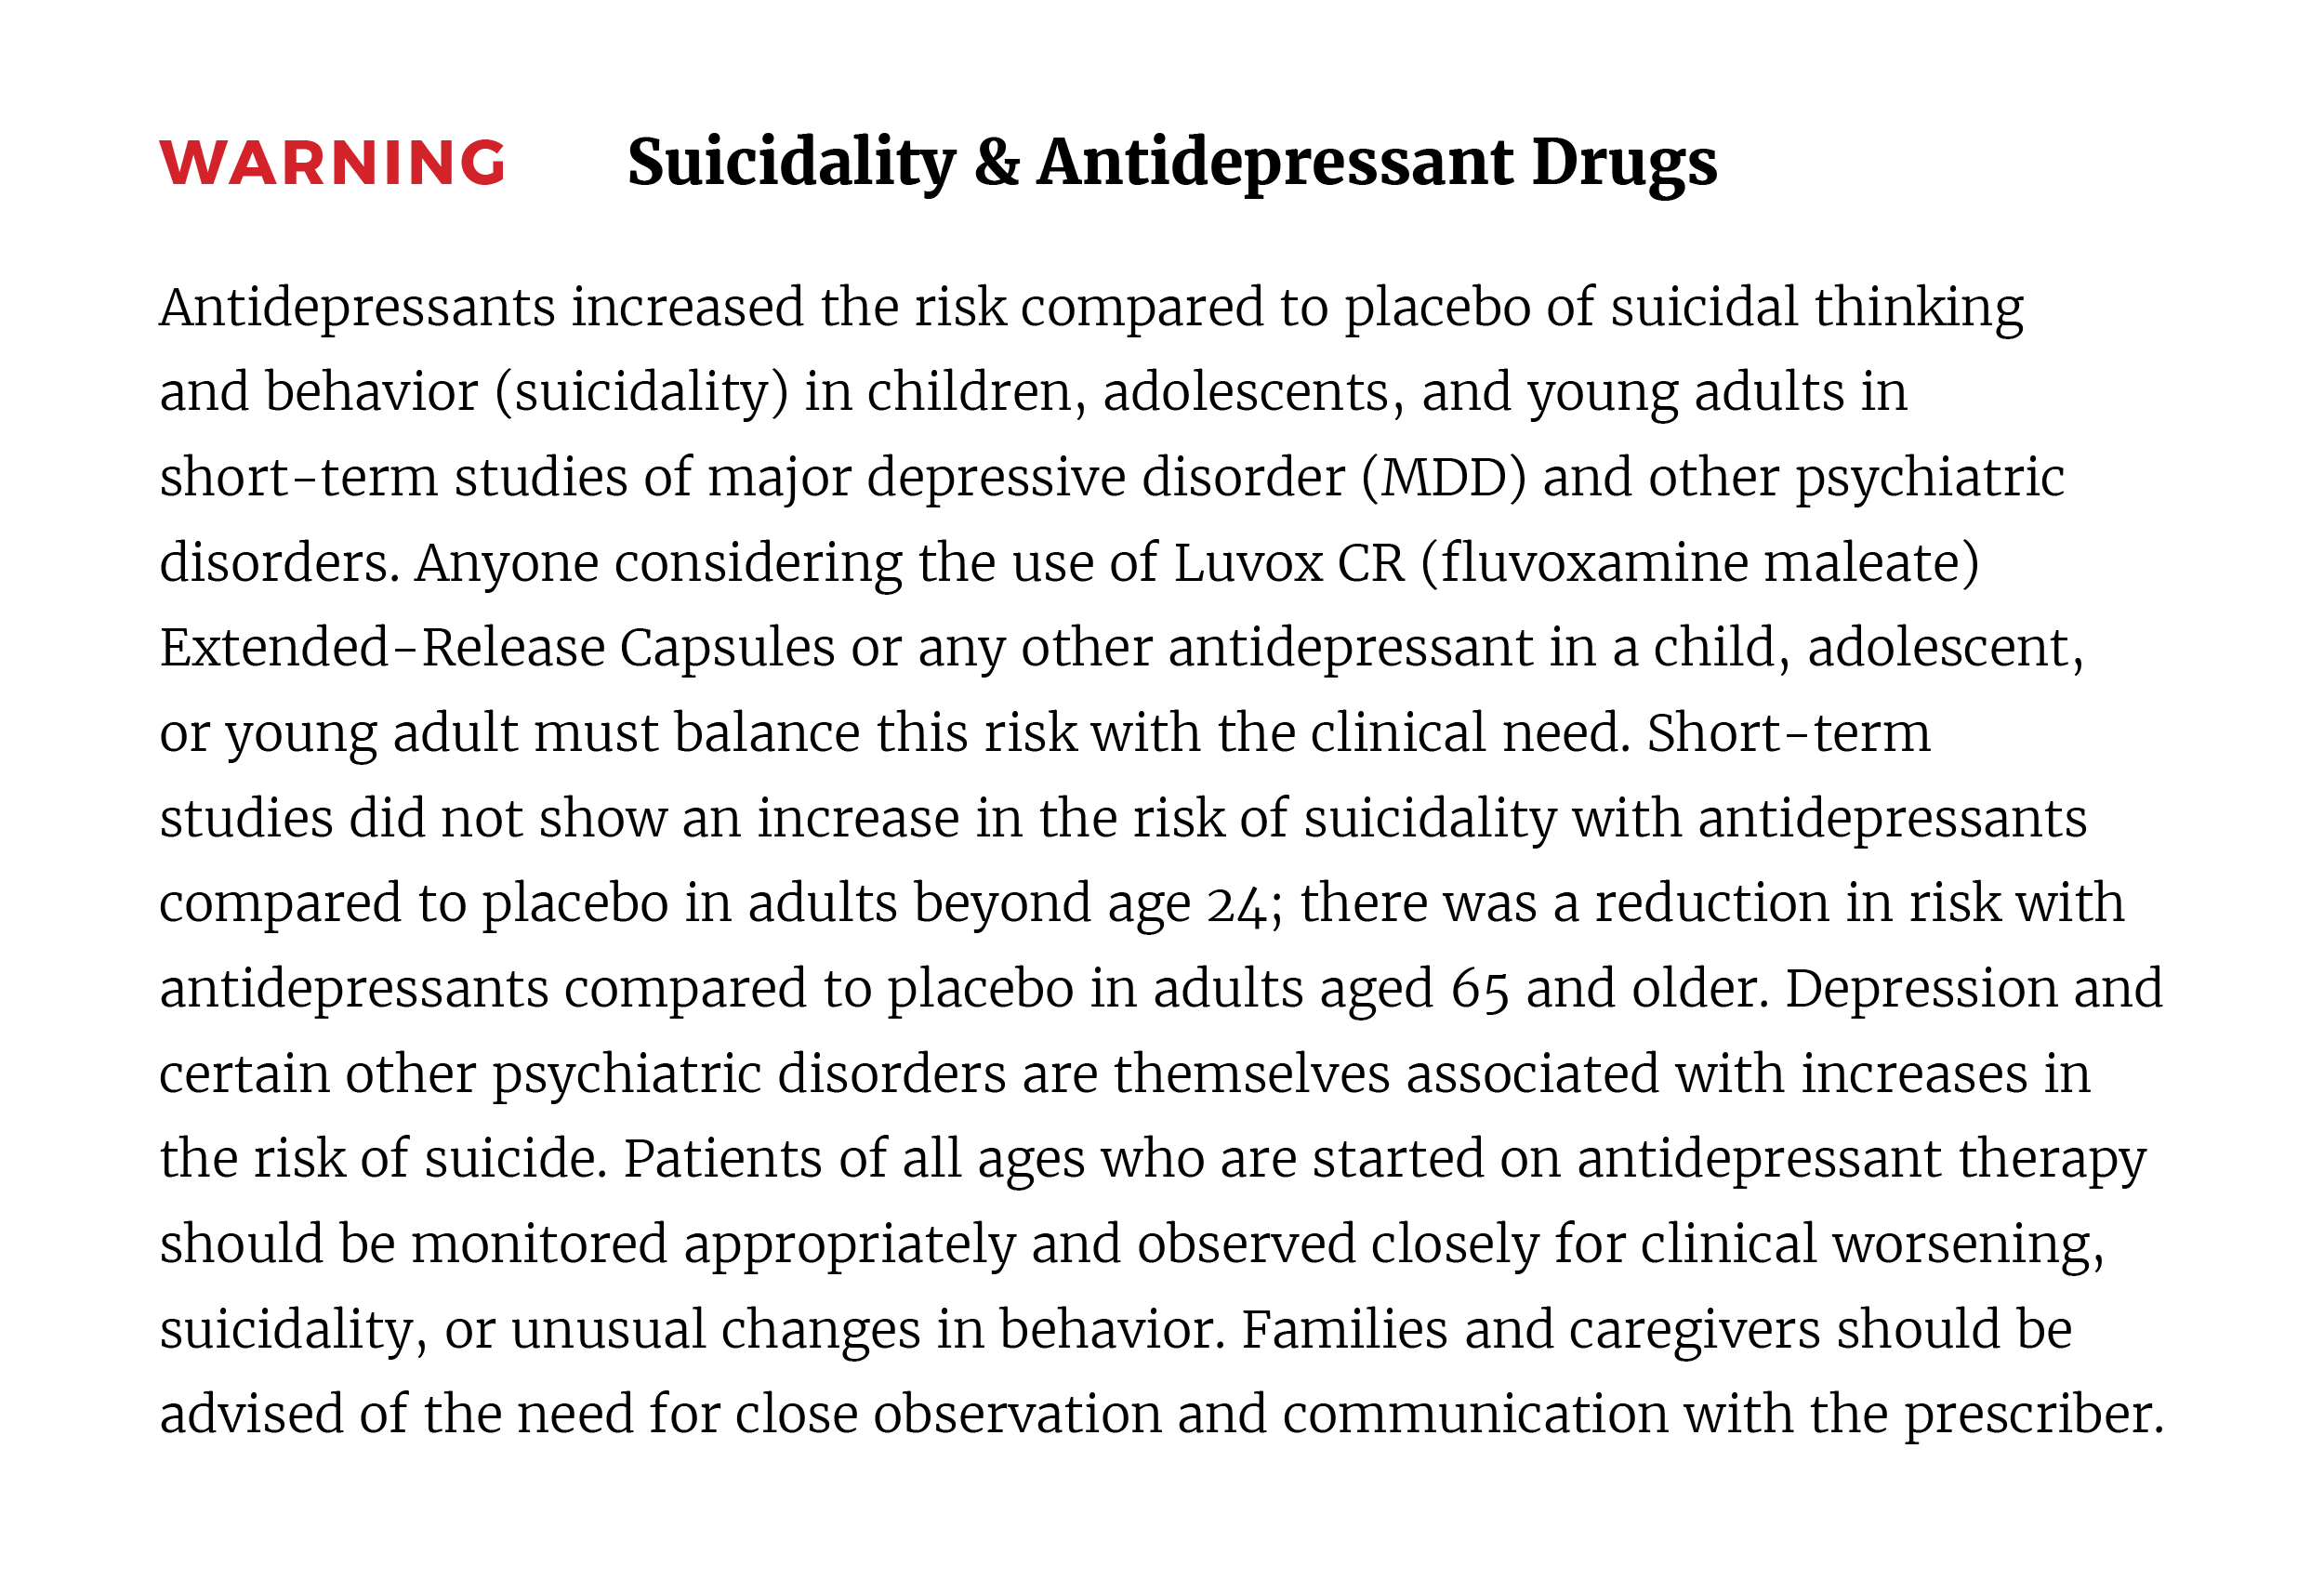 WARNING Suicidality & Antidepressant Drugs
Antidepressants increased the risk compared to placebo of suicidal thinking
and behavior (suicidality) in children, adolescents, and young adults in
short-term studies of major depressive disorder (MDD) and other psychiatric
disorders. Anyone considering the use of Luvox CR (fluvoxamine maleate)
Extended-Release Capsules or any other antidepressant in a child, adolescent,
or young adult must balance this risk with the clinical need. Short-term
studies did not show an increase in the risk of suicidality with antidepressants
compared to placebo in adults beyond age 24; there was a reduction in risk with
antidepressants compared to placebo in adults aged 65 and older. Depression and
certain other psychiatric disorders are themselves associated with increases in
the risk of suicide. Patients of all ages who are started on antidepressant therapy
should be monitored appropriately and observed closely for clinical worsening,
suicidality, or unusual changes in behavior. Families and caregivers should be
advised of the need for close observation and communication with the prescriber.